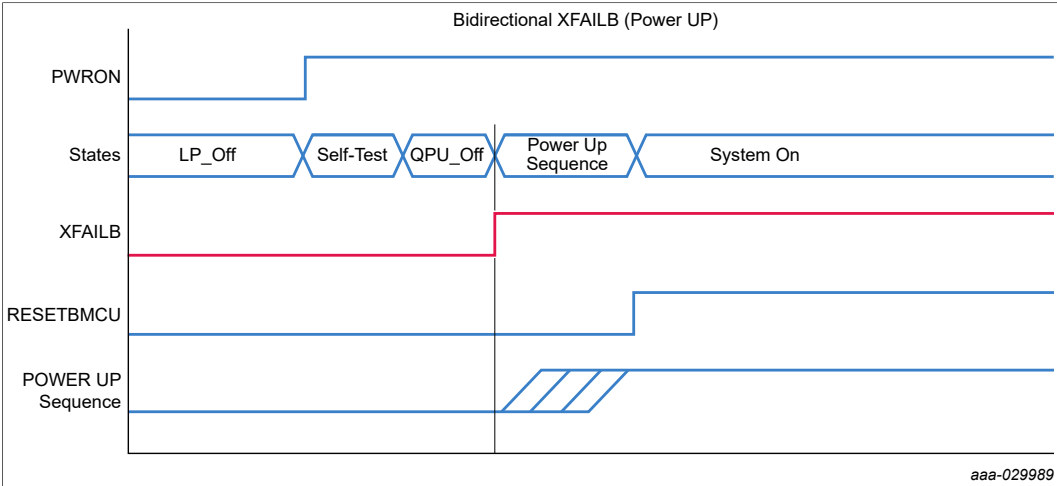 Bidirectional XFAILB (Power UP)
PWRON
States
LP_Off
Self-Test
QPU_Off
Power Up
Sequence
System On
XFAILB
RESETBMCU
POWER UP
Sequence
aaa-029989